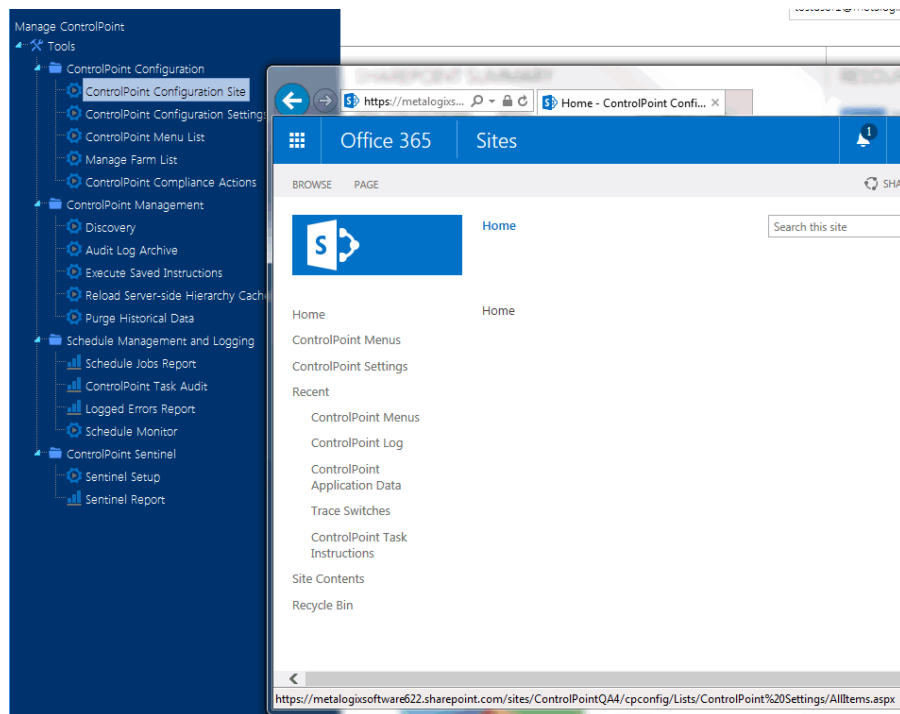 Manage ControlPoint
Tools
ControlPoint Configuration
ControlPoint Configuration Site
ControlPoint Configuration Settings
ControlPoint Menu List
Manage Farm List
ControlPoint Compliance Actions
ControlPoint Management
Discovery
Audit Log Archive
Execute Saved Instructions
Reload Server-side Hierarchy Cach
Purge Historical Data
Schedule Management and Logging
Schedule Jobs Report
ControlPoint Task Audit
Logged Errors Report
Schedule Monitor
ControlPoint Sentinel
Sentinel Setup
Sentinel Report
SHAREPOINT SUMMARY
https://metalogixs...
Home - ControlPoint Confi...
Office 365
Sites
1
BROWSE
PAGE
SHA
S
Home
Search this site
Home
Home
ControlPoint Menus
ControlPoint Settings
Recent
ControlPoint Menus
ControlPoint Log
ControlPoint
Application Data
Trace Switches
ControlPoint Task
Instructions
Site Contents
Recycle Bin
https://metalogixsoftware622.sharepoint.com/sites/ControlPointQA4/cpconfig/Lists/ControlPoint%20Settings/AllItems.aspx